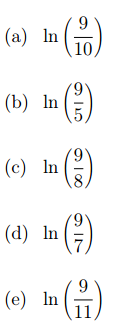 (a) ln(9/10)
(b) ln(9/5)
(c) ln(9/8)
(d) ln(9/7)
(e) ln(9/11)